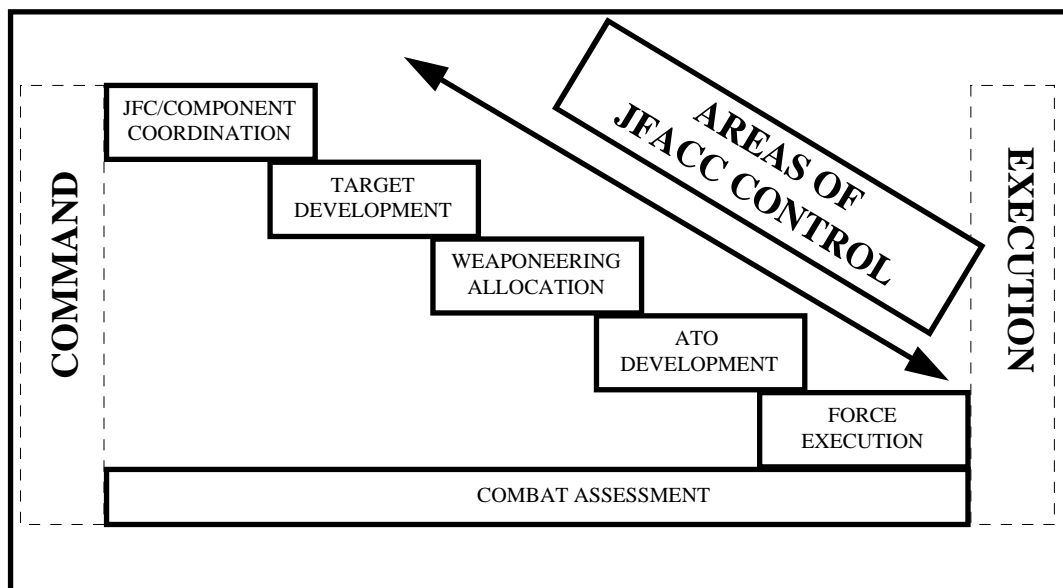 COMMAND
JFC/COMPONENT
COORDINATION
TARGET
DEVELOPMENT
WEAPONEERING
ALLOCATION
ATO
DEVELOPMENT
FORCE
EXECUTION
COMBAT ASSESSMENT
AREAS OF
JFACC CONTROL
EXECUTION